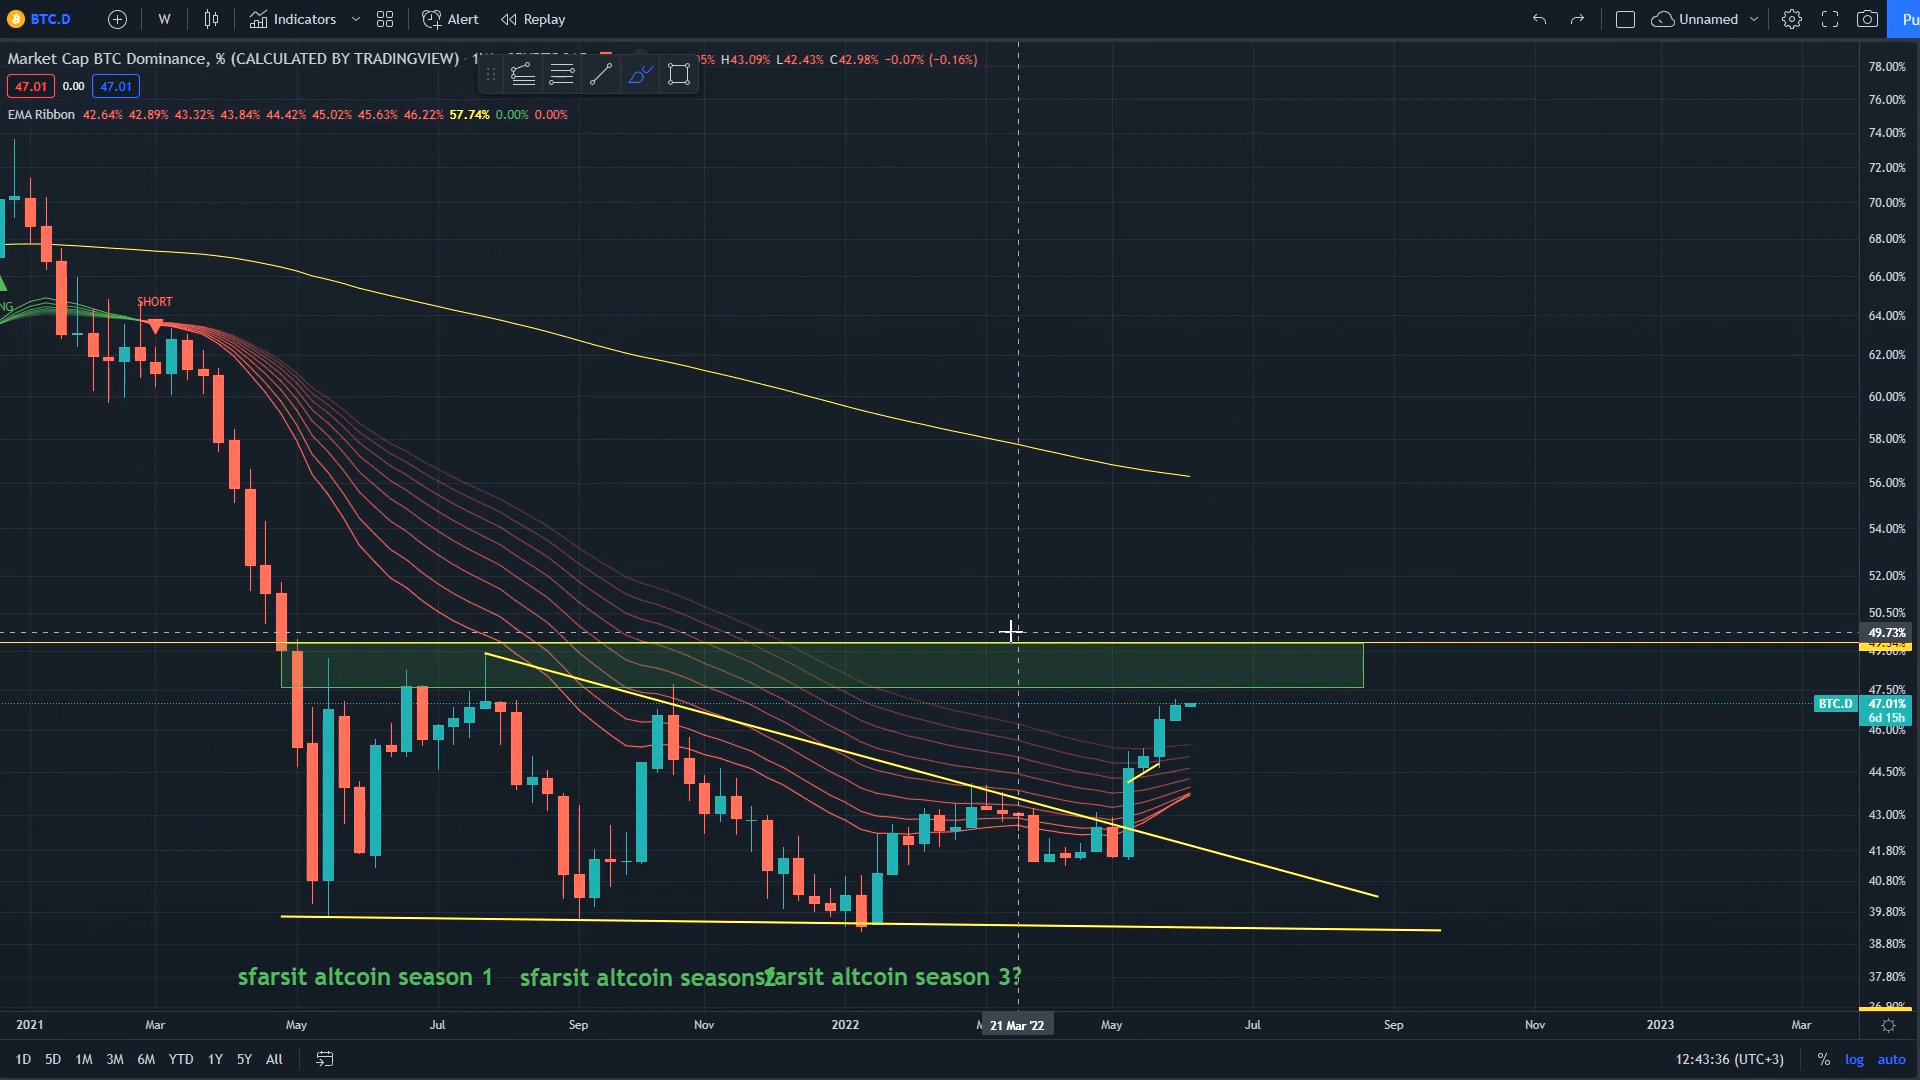 BTC.D W Indicators Alert Replay Unnamed Pu
Market Cap BTC Dominance, % (CALCULATED BY TRADINGVIEW) H43.09% L42.43% C42.98% −0.07% (−0.16%)
47.01 0.00 47.01
EMA Ribbon 42.64% 42.89% 43.32% 43.84% 44.42% 45.02% 45.63% 46.22% 57.74% 0.00% 0.00%
78.00%
76.00%
74.00%
72.00%
70.00%
68.00%
66.00%
64.00%
62.00%
60.00%
58.00%
56.00%
54.00%
52.00%
50.50%
49.73%
49.00%
47.50%
BTC.D 47.01%
6d 15h
46.00%
44.50%
43.00%
41.80%
40.80%
39.80%
38.80%
37.80%
36.90%
NG
SHORT
sfarsit altcoin season 1 sfarsit altcoin seasons2 sfarsit altcoin season 3?
2021 Mar May Jul Sep Nov 2022 21 Mar '22 May Jul Sep Nov 2023 Mar
1D 5D 1M 3M 6M YTD 1Y 5Y All 12:43:36 (UTC+3) % log auto